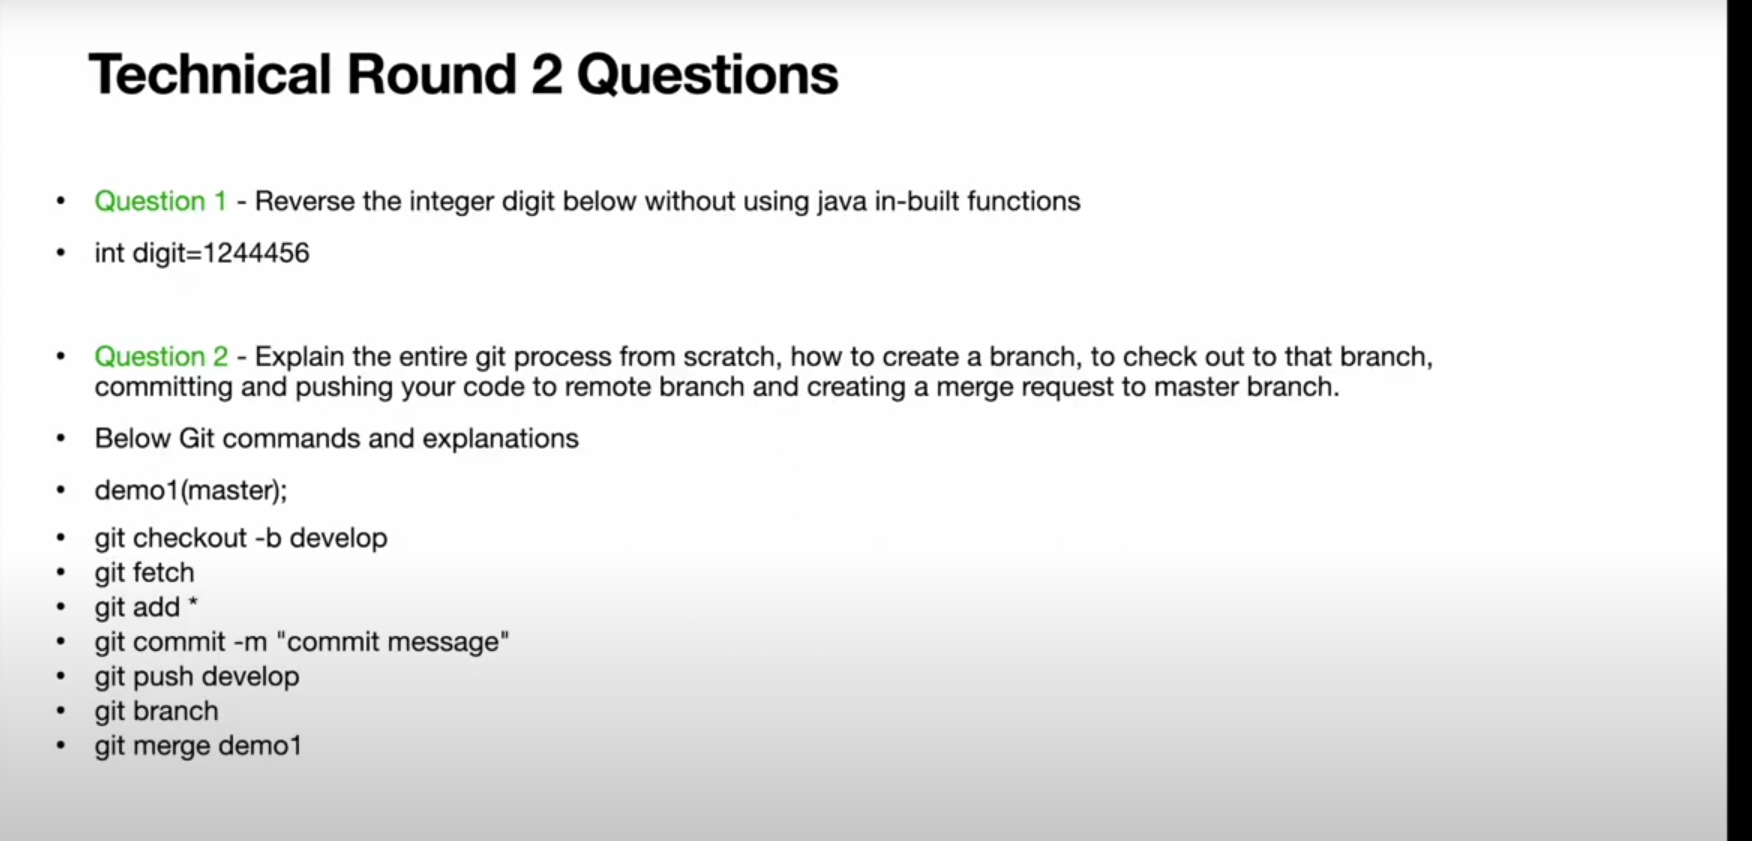 Technical Round 2 Questions
• Question 1 - Reverse the integer digit below without using java in-built functions
• int digit=1244456
• Question 2 - Explain the entire git process from scratch, how to create a branch, to check out to that branch,
committing and pushing your code to remote branch and creating a merge request to master branch.
• Below Git commands and explanations
• demo1(master);
• git checkout -b develop
• git fetch
• git add *
• git commit -m "commit message"
• git push develop
• git branch
• git merge demo1